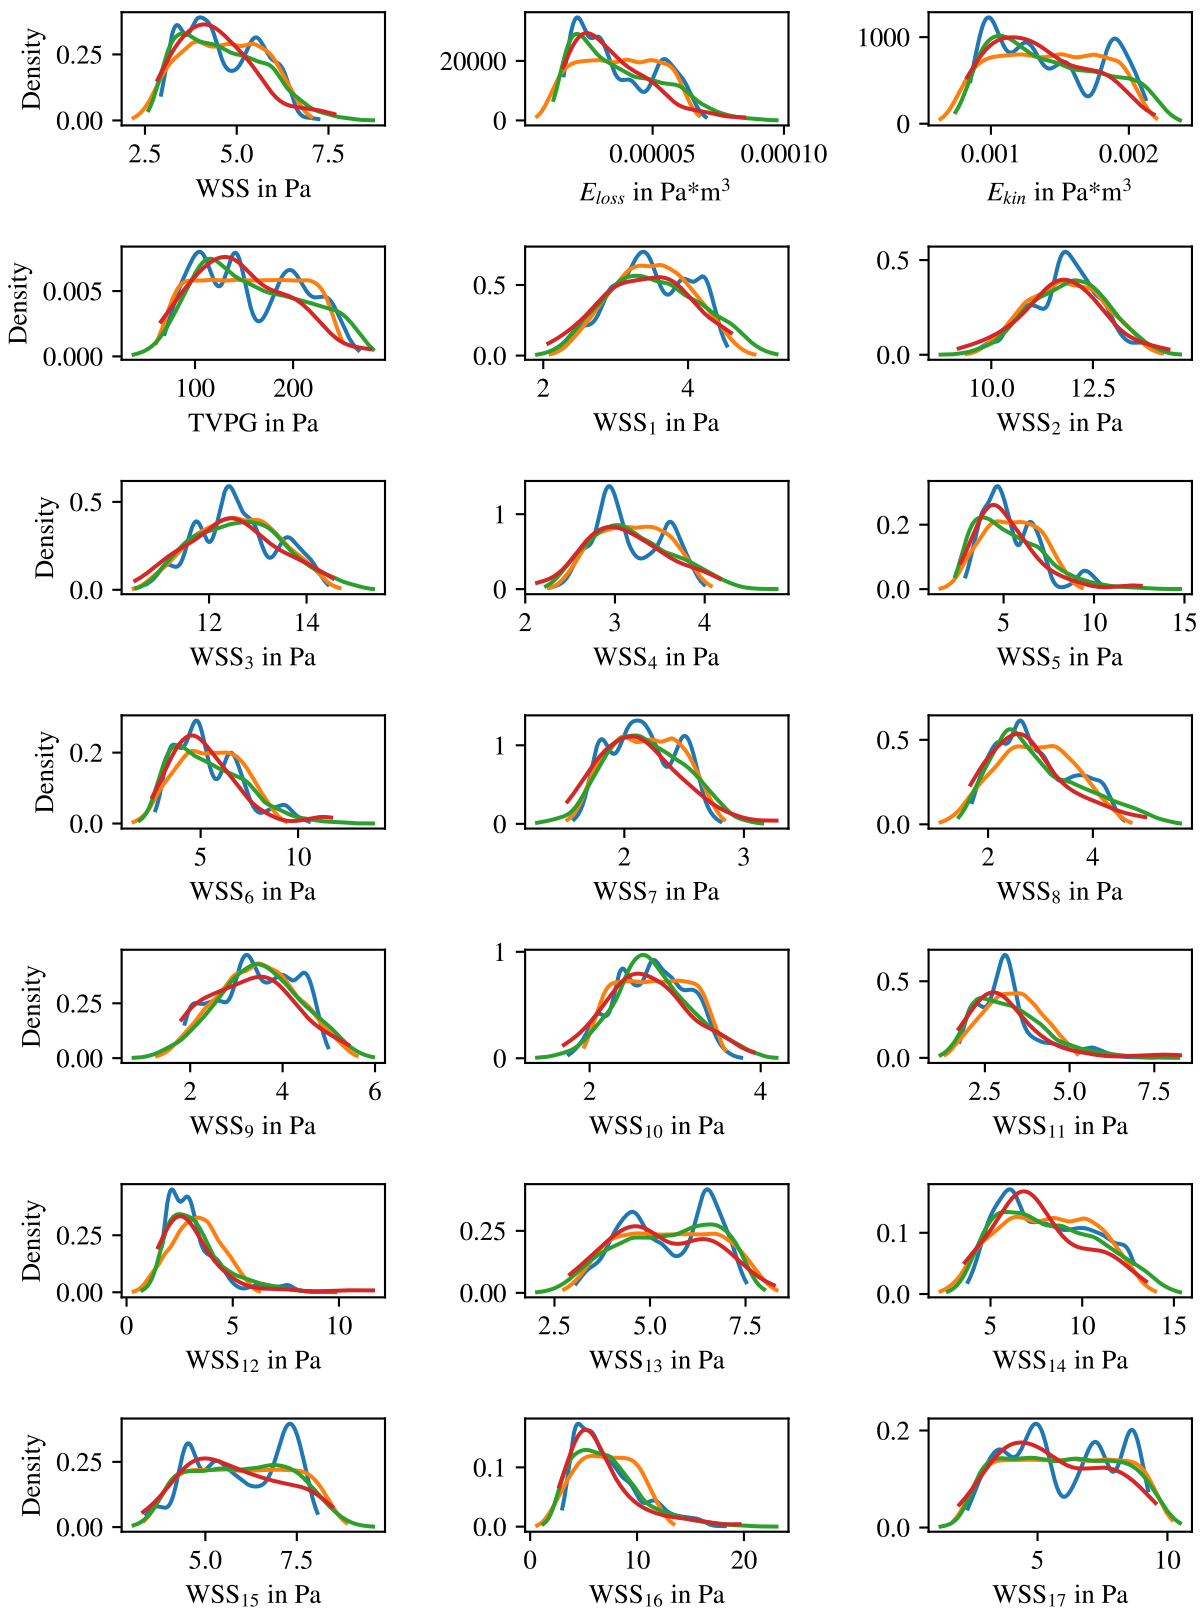 Density
0.25
0.00
2.5 5.0 7.5
WSS in Pa
20000
0
0.00005 0.00010
E_loss in Pa*m³
1000
0
0.001 0.002
E_kin in Pa*m³
Density
0.005
0.000
100 200
TVPG in Pa
0.5
0.0
2 4
WSS₁ in Pa
0.5
0.0
10.0 12.5
WSS₂ in Pa
Density
0.5
0.0
12 14
WSS₃ in Pa
1
0
2 3 4
WSS₄ in Pa
0.2
0.0
5 10 15
WSS₅ in Pa
Density
0.2
0.0
5 10
WSS₆ in Pa
1
0
2 3
WSS₇ in Pa
0.5
0.0
2 4
WSS₈ in Pa
Density
0.25
0.00
2 4 6
WSS₉ in Pa
1
0
2 4
WSS₁₀ in Pa
0.5
0.0
2.5 5.0 7.5
WSS₁₁ in Pa
Density
0.25
0.00
0 5 10
WSS₁₂ in Pa
0.25
0.00
2.5 5.0 7.5
WSS₁₃ in Pa
0.1
0.0
5 10 15
WSS₁₄ in Pa
Density
0.25
0.00
5.0 7.5
WSS₁₅ in Pa
0.1
0.0
0 10 20
WSS₁₆ in Pa
0.2
0.0
5 10
WSS₁₇ in Pa